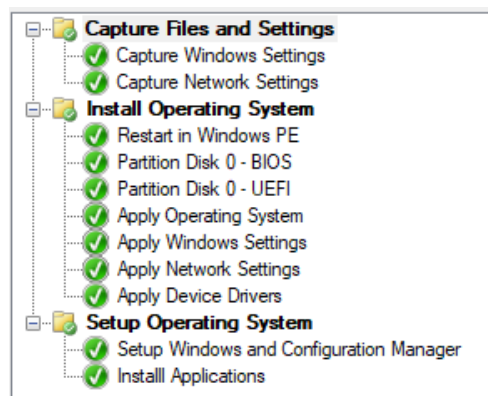 Capture Files and Settings
Capture Windows Settings
Capture Network Settings
Install Operating System
Restart in Windows PE
Partition Disk 0 - BIOS
Partition Disk 0 - UEFI
Apply Operating System
Apply Windows Settings
Apply Network Settings
Apply Device Drivers
Setup Operating System
Setup Windows and Configuration Manager
Installl Applications